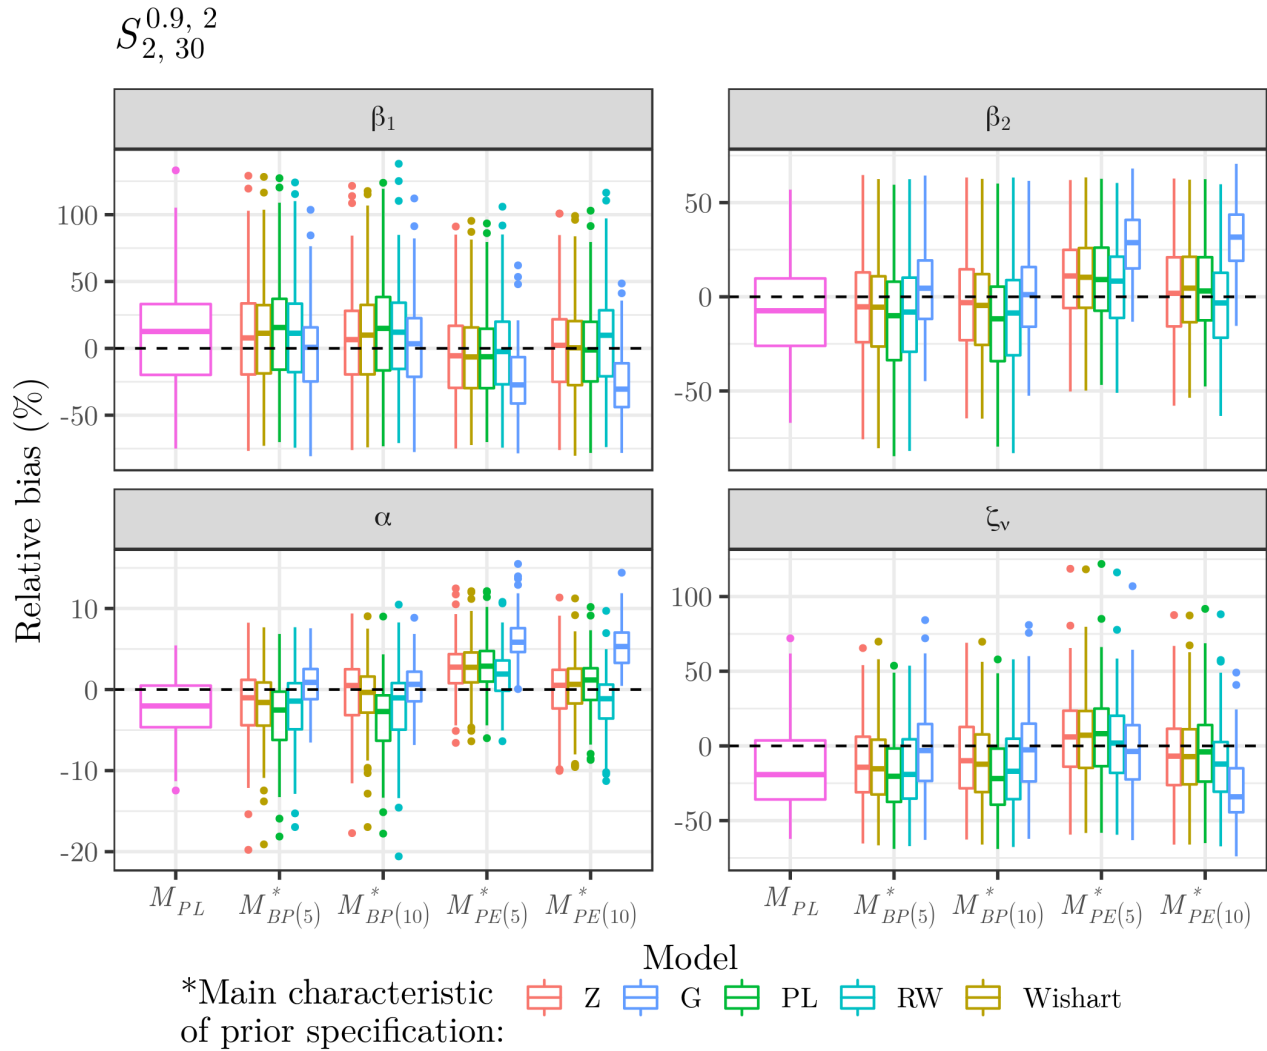 S_{2, 30}^{0.9, 2}
β₁
β₂
100
50
0
-50
50
0
-50
Relative bias (%)
α
ζ_ν
10
0
-10
-20
100
50
0
-50
M_{PL} M^*_{BP(5)} M^*_{BP(10)} M^*_{PE(5)} M^*_{PE(10)}
M_{PL} M^*_{BP(5)} M^*_{BP(10)} M^*_{PE(5)} M^*_{PE(10)}
Model
*Main characteristic
of prior specification:
Z G PL RW Wishart